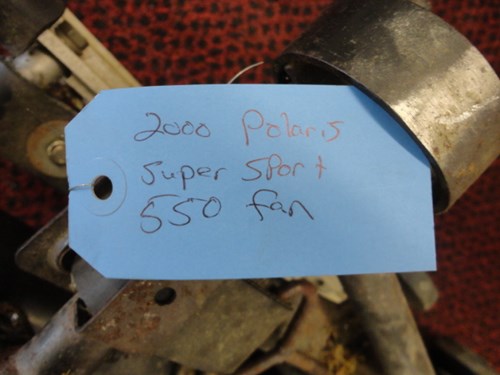 2000 Polaris
Super Sport
550 fan